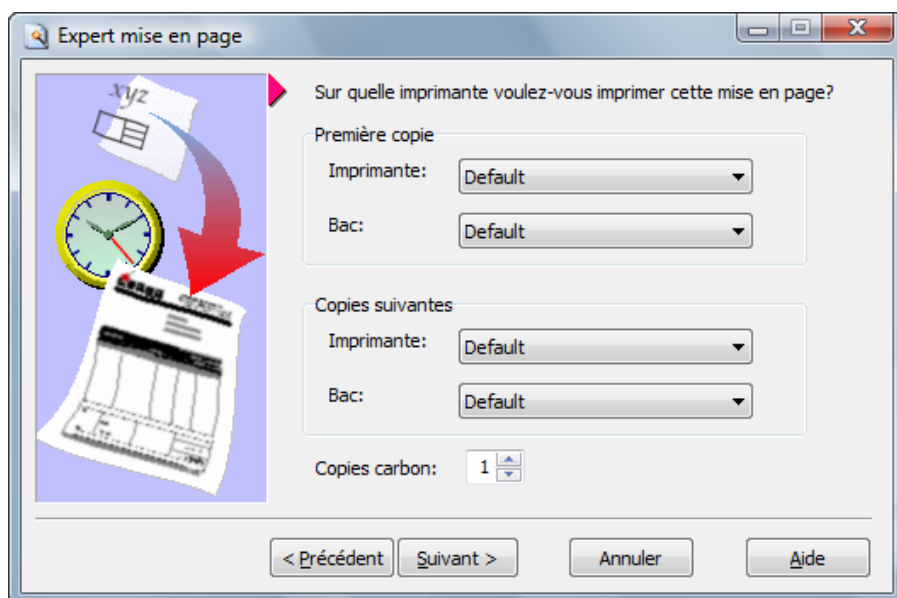 Expert mise en page
xyz
Sur quelle imprimante voulez-vous imprimer cette mise en page?
Première copie
Imprimante: Default
Bac: Default
Copies suivantes
Imprimante: Default
Bac: Default
Copies carbon: 1
< Précédent Suivant > Annuler Aide